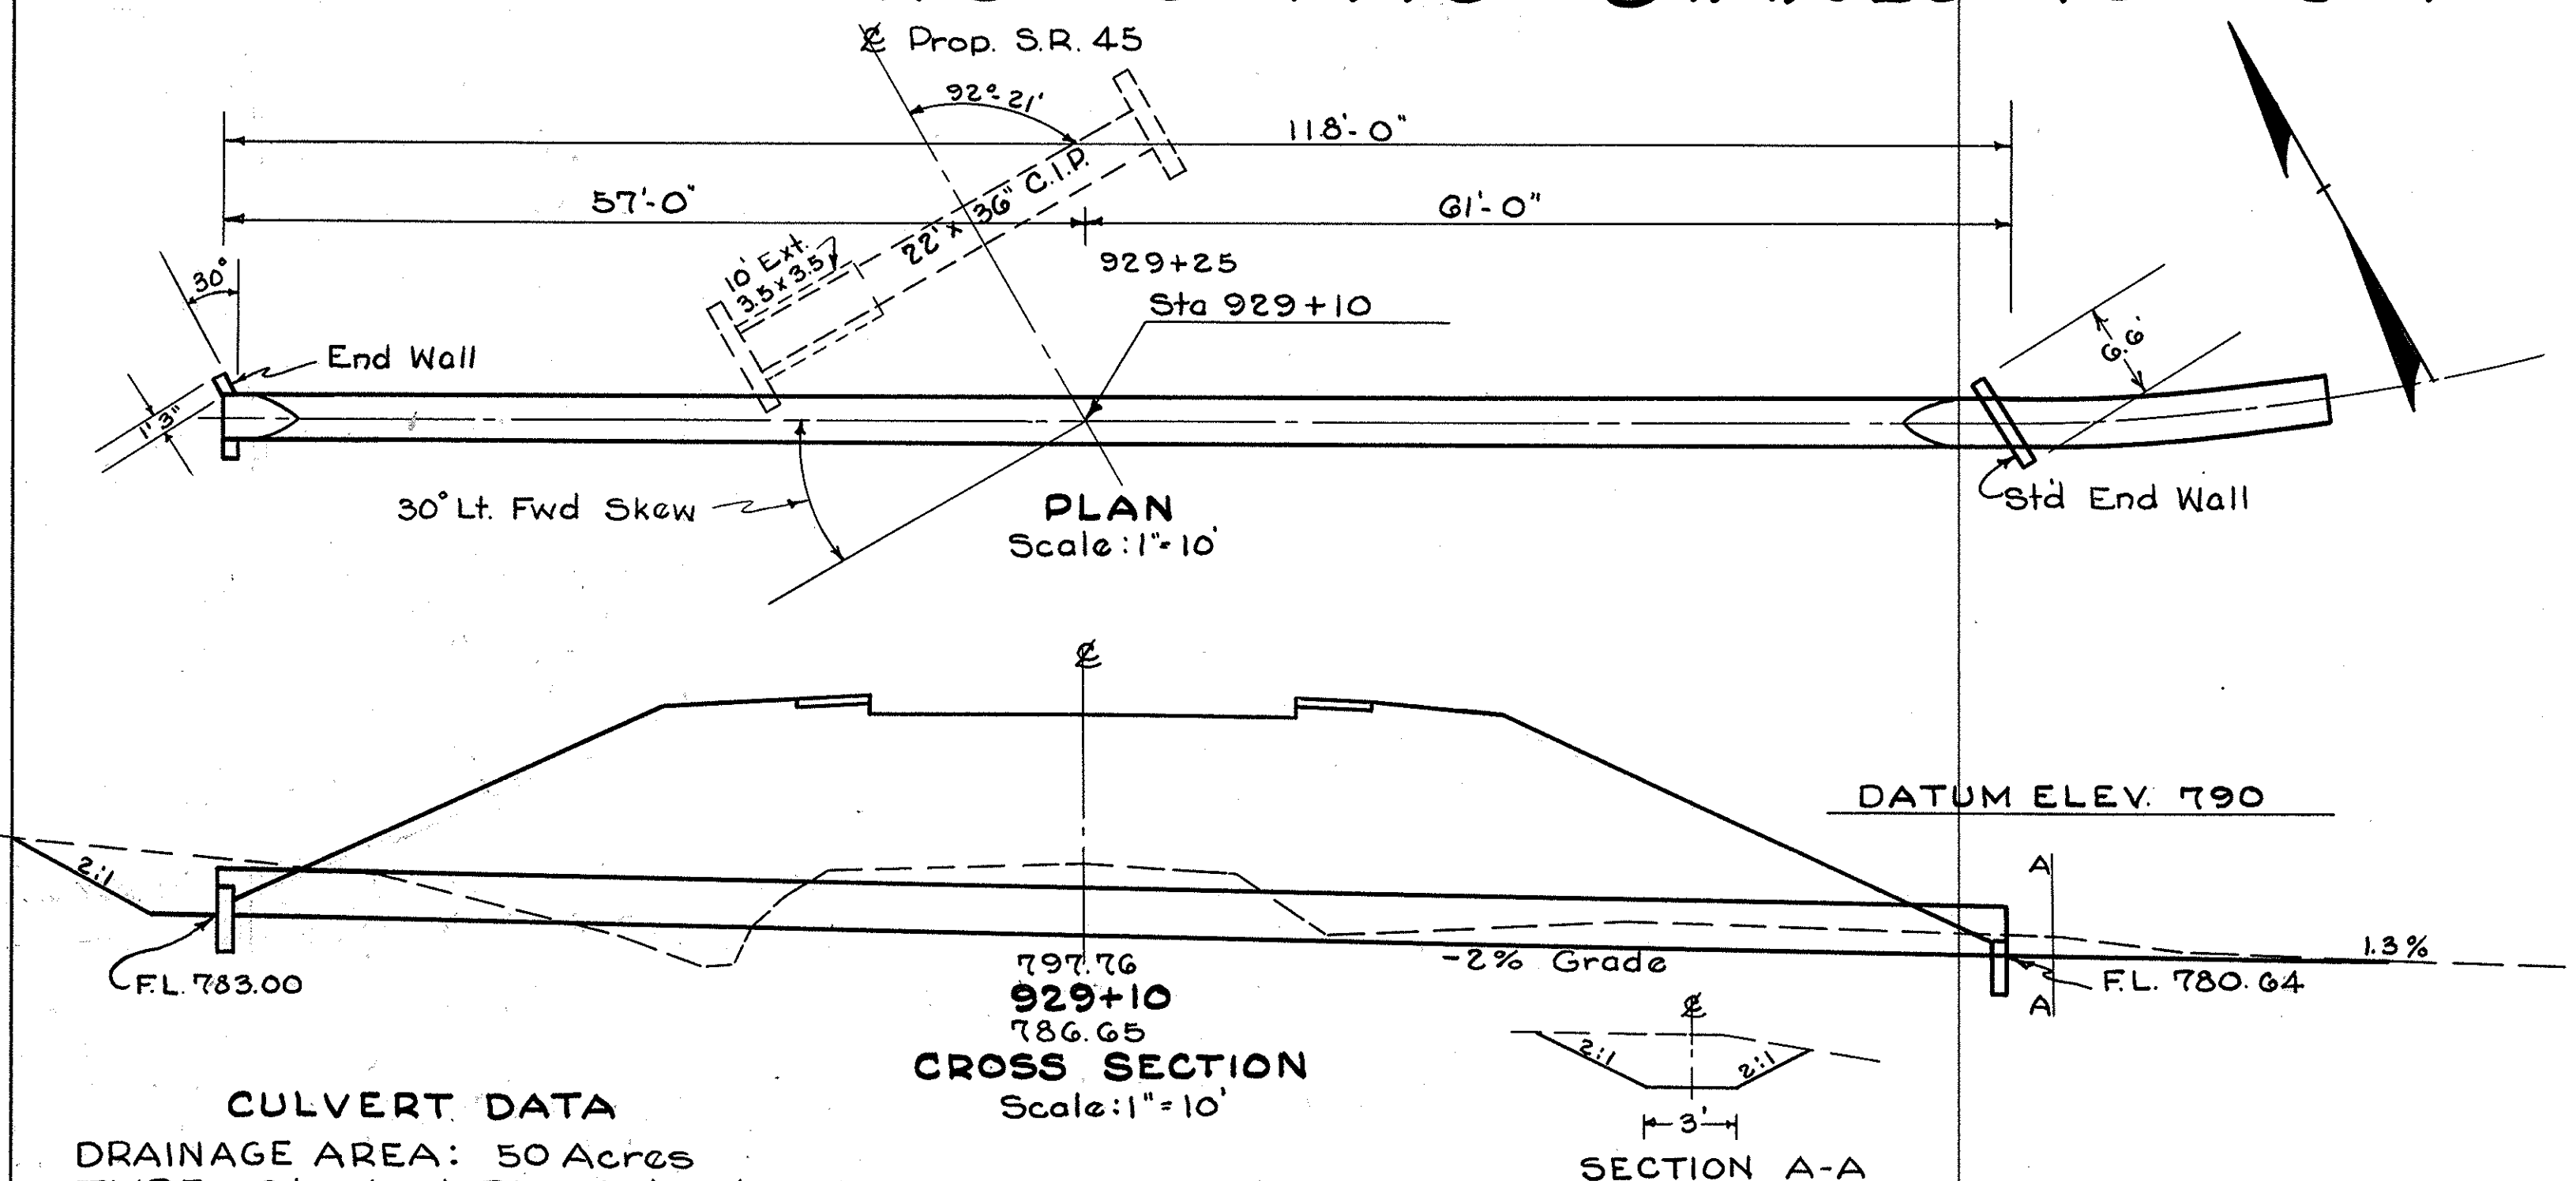 ℄ Prop. S.R. 45
92°-21'
118'-0"
57'-0"
61'-0"
22' x 36" C.I.P.
10' Ext.
3.5 x 3.5
929+25
Sta 929+10
30°
End Wall
1'3"
6.6'
30° Lt. Fwd Skew
Std End Wall
PLAN
Scale: 1"=10'
℄
DATUM ELEV. 790
2:1
A
F.L. 783.00
-2% Grade
1.3%
F.L. 780.64
A
797.76
929+10
786.65
CROSS SECTION
Scale: 1"=10'
℄
2:1
2:1
3'
SECTION A-A
CULVERT DATA
DRAINAGE AREA: 50 Acres